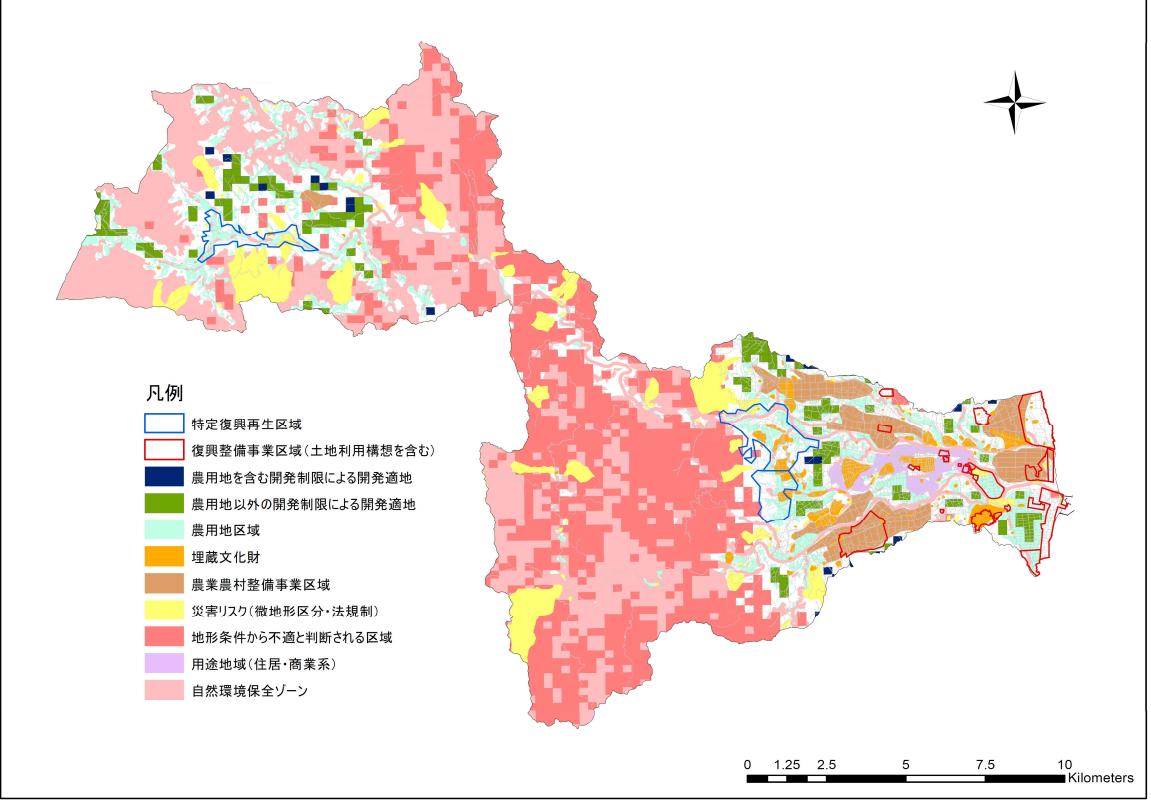 凡例
特定復興再生区域
復興整備事業区域(土地利用構想を含む)
農用地を含む開発制限による開発適地
農用地以外の開発制限による開発適地
農用地区域
埋蔵文化財
農業農村整備事業区域
災害リスク(微地形区分・法規制)
地形条件から不適と判断される区域
用途地域(住居・商業系)
自然環境保全ゾーン
0 1.25 2.5 5 7.5 10
Kilometers